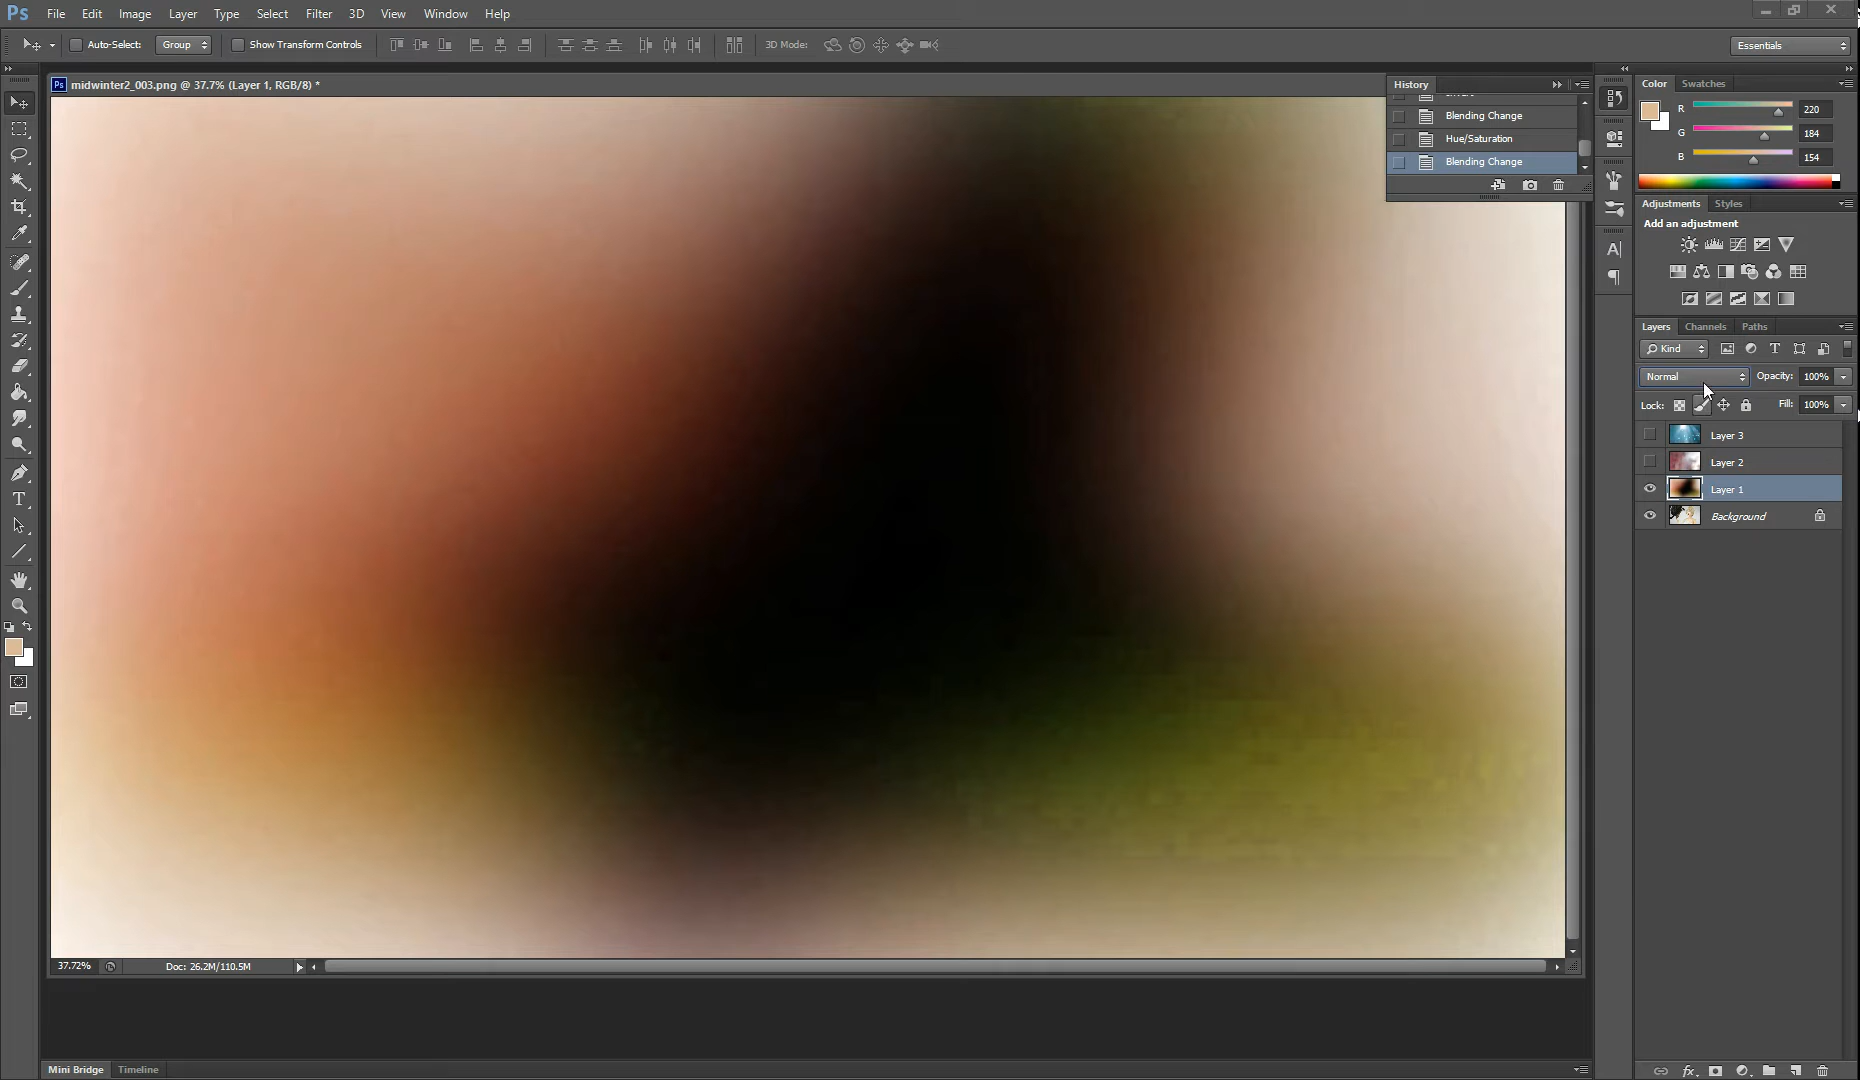 Ps File Edit Image Layer Type Select Filter 3D View Window Help
Auto-Select: Group Show Transform Controls 3D Mode: Essentials
Ps midwinter2_003.png @ 37.7% (Layer 1, RGB/8) *
History
Blending Change
Hue/Saturation
Blending Change
Color Swatches
R 220
G 184
B 154
Adjustments Styles
Add an adjustment
Layers Channels Paths
Kind
Normal Opacity: 100%
Lock: Fill: 100%
Layer 3
Layer 2
Layer 1
Background
37.72% Doc: 26.2M/110.5M
Mini Bridge Timeline